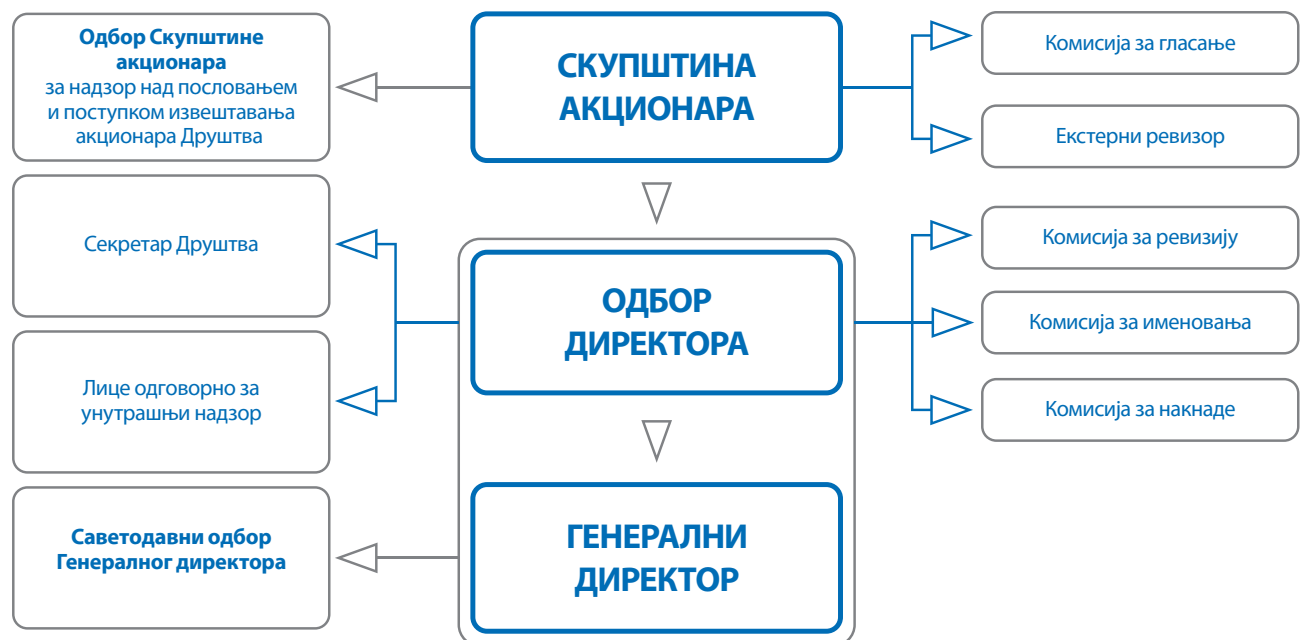 Одбор Скупштине
акционара
за надзор над пословањем
и поступком извештавања
акционара Друштва
СКУПШТИНА
АКЦИОНАРА
Комисија за гласање
Екстерни ревизор
Секретар Друштва
Лице одговорно за
унутрашњи надзор
ОДБОР
ДИРЕКТОРА
Комисија за ревизију
Комисија за именовања
Комисија за накнаде
Саветодавни одбор
Генералног директора
ГЕНЕРАЛНИ
ДИРЕКТОР